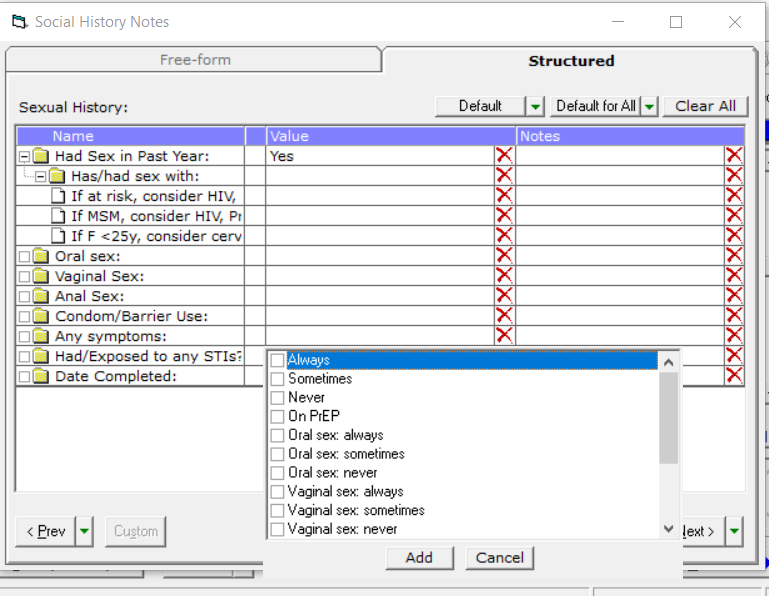 Social History Notes
Free-form
Structured
Sexual History:
Default
Default for All
Clear All
Name
Value
Notes
Had Sex in Past Year:
Yes
Has/had sex with:
If at risk, consider HIV,
If MSM, consider HIV, Pr
If F <25y, consider cerv
Oral sex:
Vaginal Sex:
Anal Sex:
Condom/Barrier Use:
Any symptoms:
Had/Exposed to any STIs?
Date Completed:
Always
Sometimes
Never
On PrEP
Oral sex: always
Oral sex: sometimes
Oral sex: never
Vaginal sex: always
Vaginal sex: sometimes
Vaginal sex: never
< Prev
Custom
ext >
Add
Cancel